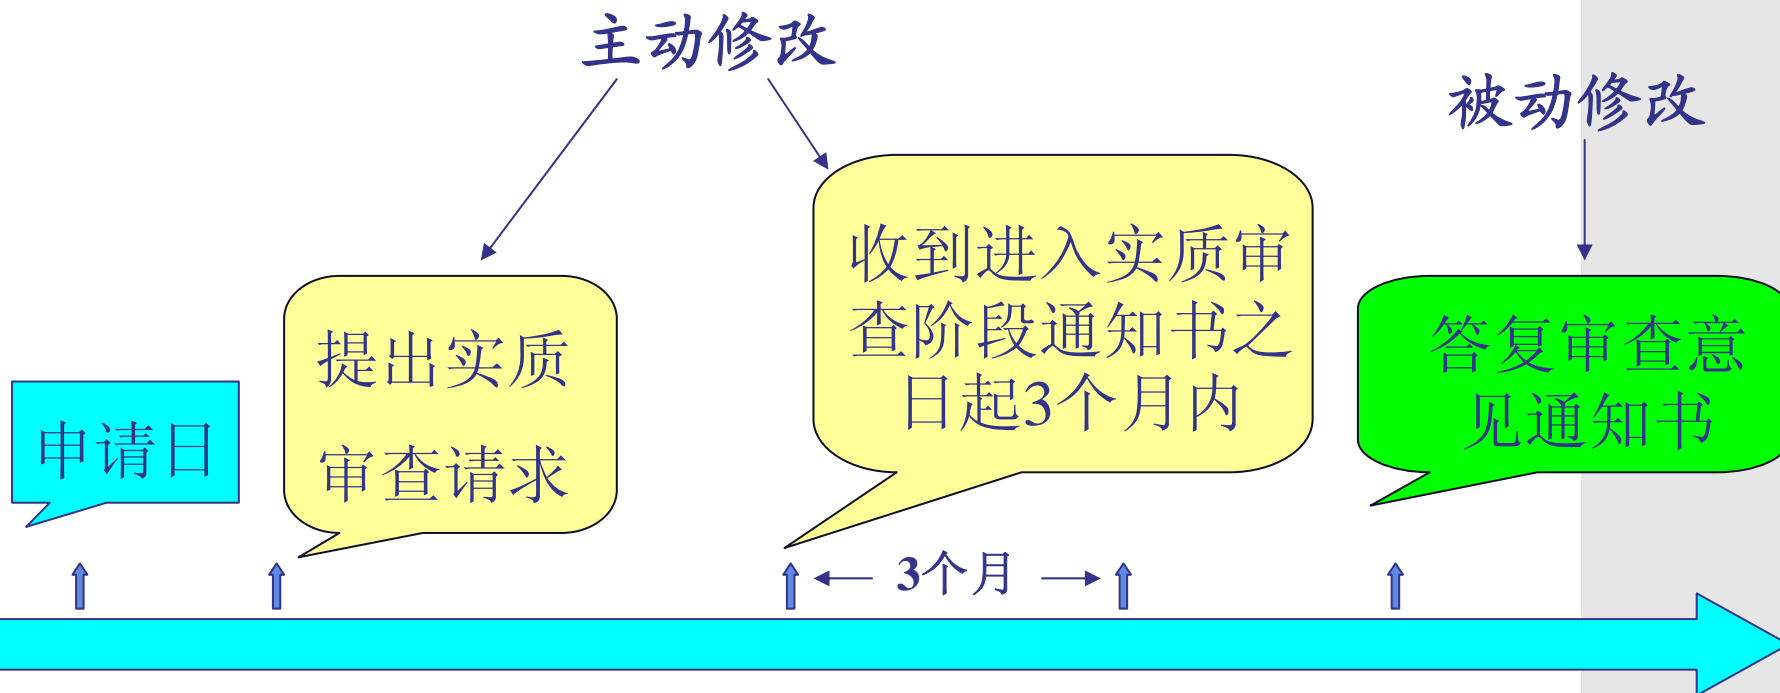 主动修改
被动修改
申请日
提出实质
审查请求
收到进入实质审
查阶段通知书之
日起3个月内
答复审查意
见通知书
3个月